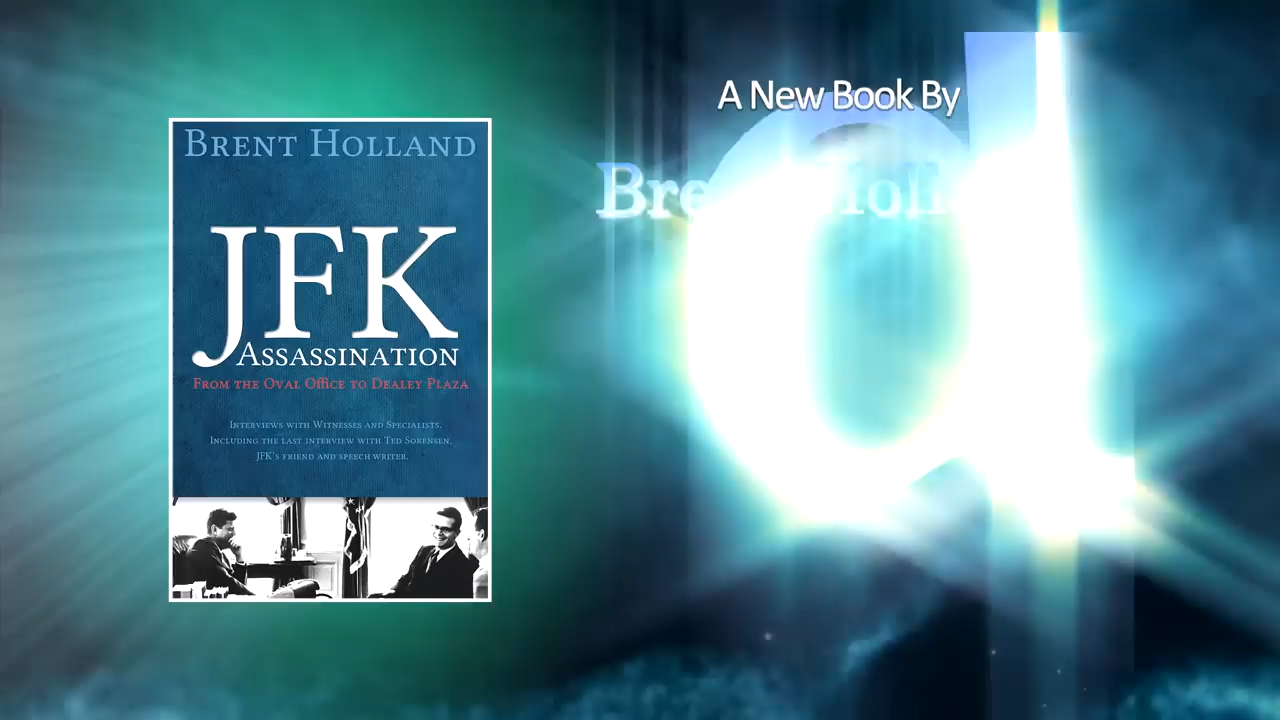 BRENT HOLLAND
JFK
ASSASSINATION
FROM THE OVAL OFFICE TO DEALEY PLAZA
INTERVIEWS WITH WITNESSES AND SPECIALISTS.
INCLUDING THE LAST INTERVIEW WITH TED SORENSEN,
JFK'S FRIEND AND SPEECH WRITER.
A New Book By
d